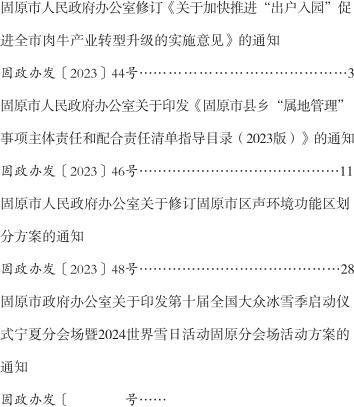 固原市人民政府办公室修订《关于加快推进“出户入园”促
进全市肉牛产业转型升级的实施意见》的通知
固政办发〔2023〕44号……………………………………3
固原市人民政府办公室关于印发《固原市县乡“属地管理”
事项主体责任和配合责任清单指导目录（2023版）》的通知
固政办发〔2023〕46号…………………………………11
固原市人民政府办公室关于修订固原市区声环境功能区划
分方案的通知
固政办发〔2023〕48号…………………………………28
固原市政府办公室关于印发第十届全国大众冰雪季启动仪
式宁夏分会场暨2024世界雪日活动固原分会场活动方案的
通知
固政办发〔 号……